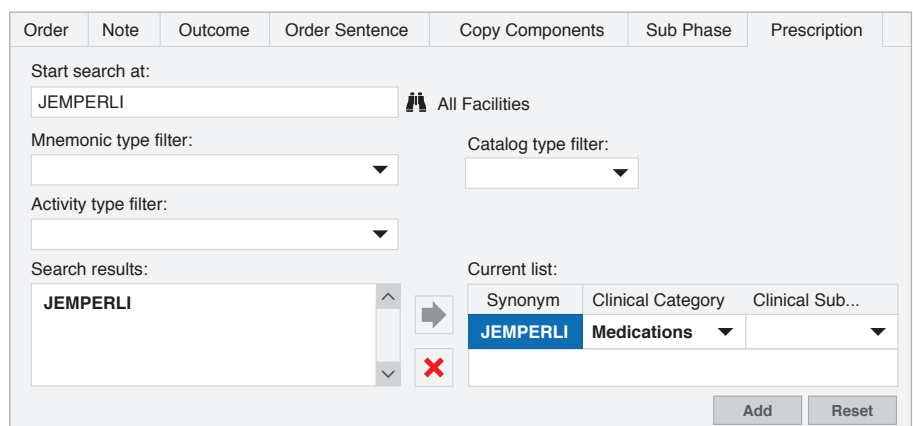 Order Note Outcome Order Sentence Copy Components Sub Phase Prescription
Start search at:
JEMPERLI All Facilities
Mnemonic type filter: Catalog type filter:
Activity type filter:
Search results: Current list:
JEMPERLI
Synonym Clinical Category Clinical Sub...
JEMPERLI Medications
Add Reset